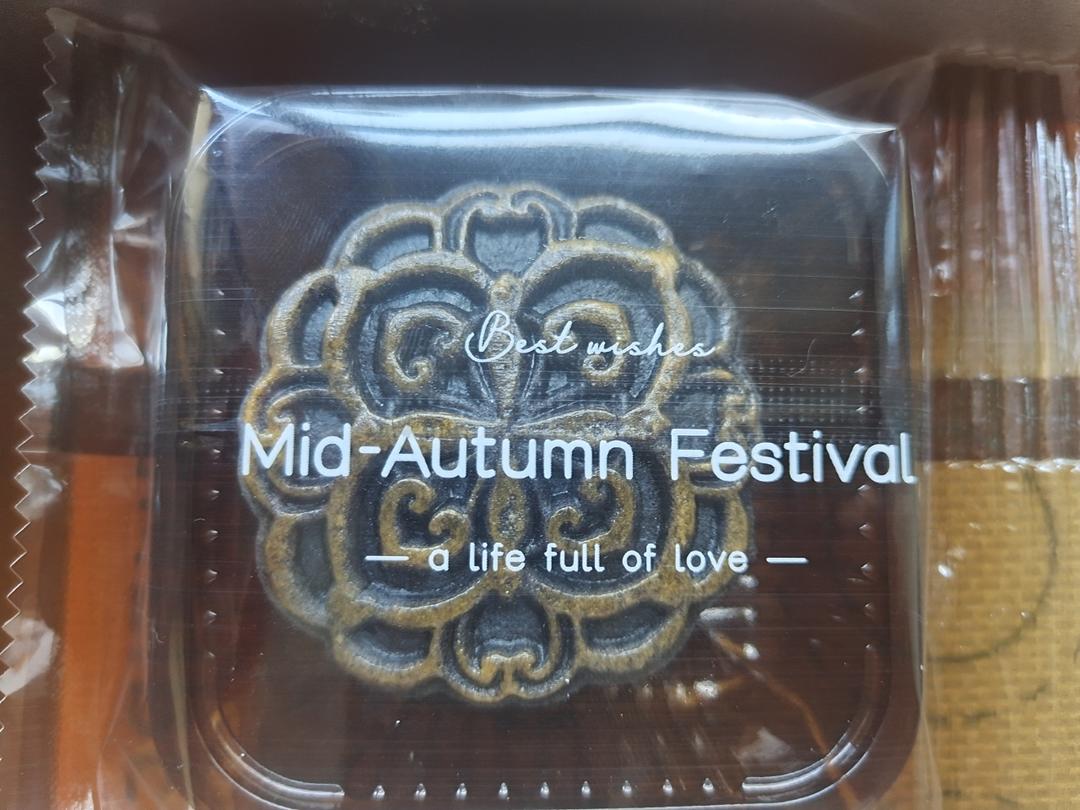 Best wishes
Mid-Autumn Festival
— a life full of love —